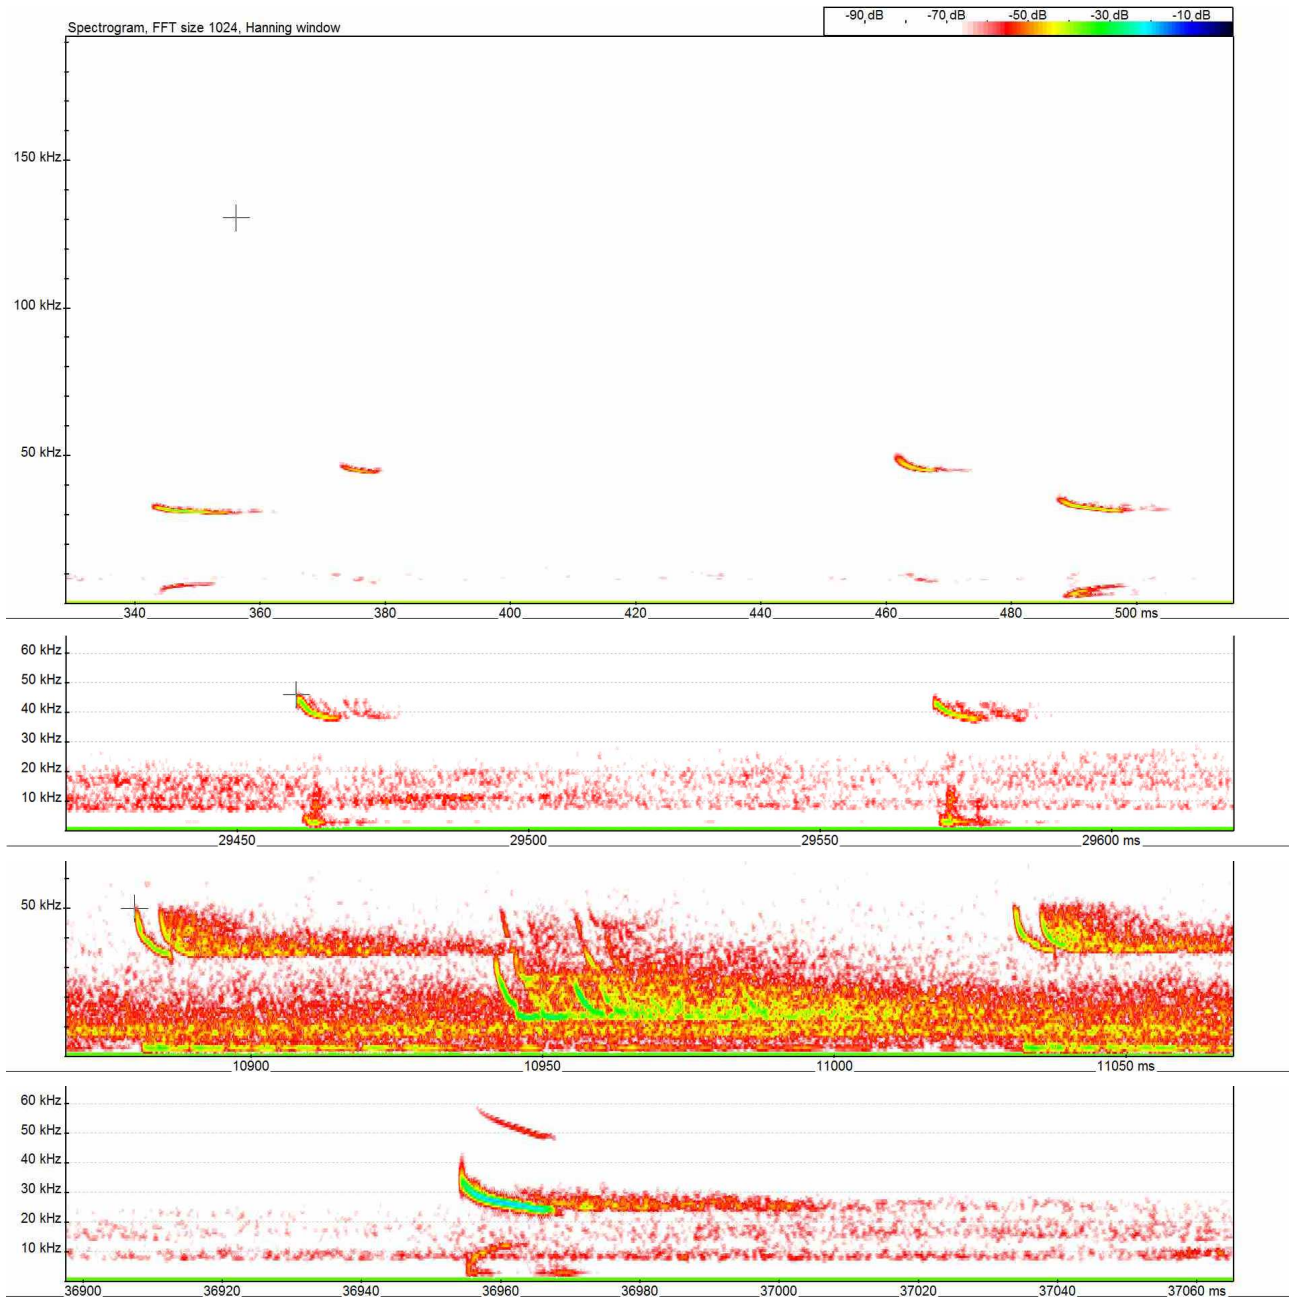 Spectrogram, FFT size 1024, Hanning window
-90 dB -70 dB -50 dB -30 dB -10 dB
150 kHz
100 kHz
50 kHz
340 360 380 400 420 440 460 480 500 ms
60 kHz
50 kHz
40 kHz
30 kHz
20 kHz
10 kHz
29450 29500 29550 29600 ms
50 kHz
10900 10950 11000 11050 ms
60 kHz
50 kHz
40 kHz
30 kHz
20 kHz
10 kHz
36900 36920 36940 36960 36980 37000 37020 37040 37060 ms